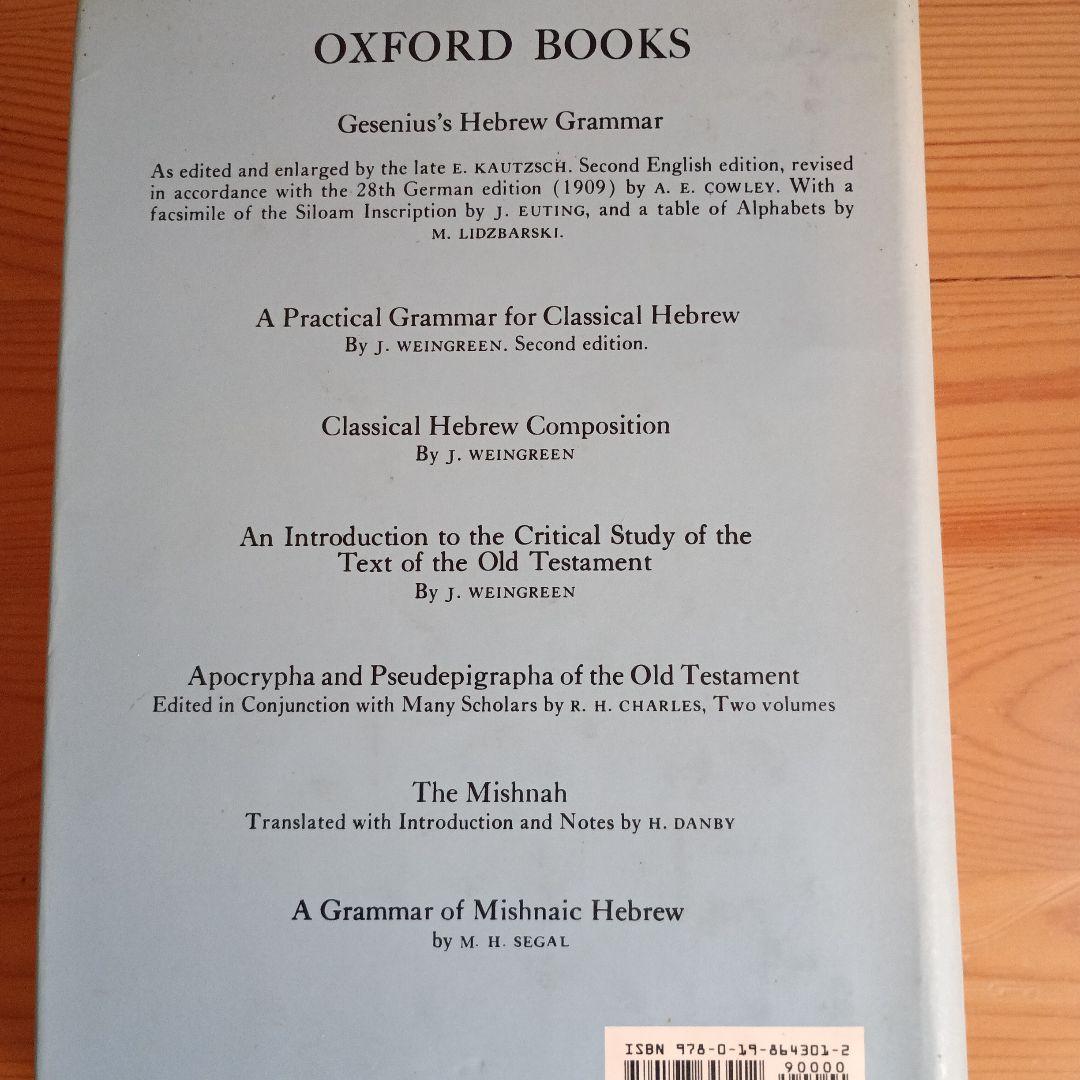 OXFORD BOOKS
Gesenius's Hebrew Grammar
As edited and enlarged by the late E. KAUTZSCH. Second English edition, revised
in accordance with the 28th German edition (1909) by A. E. COWLEY. With a
facsimile of the Siloam Inscription by J. EUTING, and a table of Alphabets by
M. LIDZBARSKI.
A Practical Grammar for Classical Hebrew
By J. WEINGREEN. Second edition.
Classical Hebrew Composition
By J. WEINGREEN
An Introduction to the Critical Study of the
Text of the Old Testament
By J. WEINGREEN
Apocrypha and Pseudepigrapha of the Old Testament
Edited in Conjunction with Many Scholars by R. H. CHARLES, Two volumes
The Mishnah
Translated with Introduction and Notes by H. DANBY
A Grammar of Mishnaic Hebrew
by M. H. SEGAL
ISBN 978-0-19-864301-2
90000